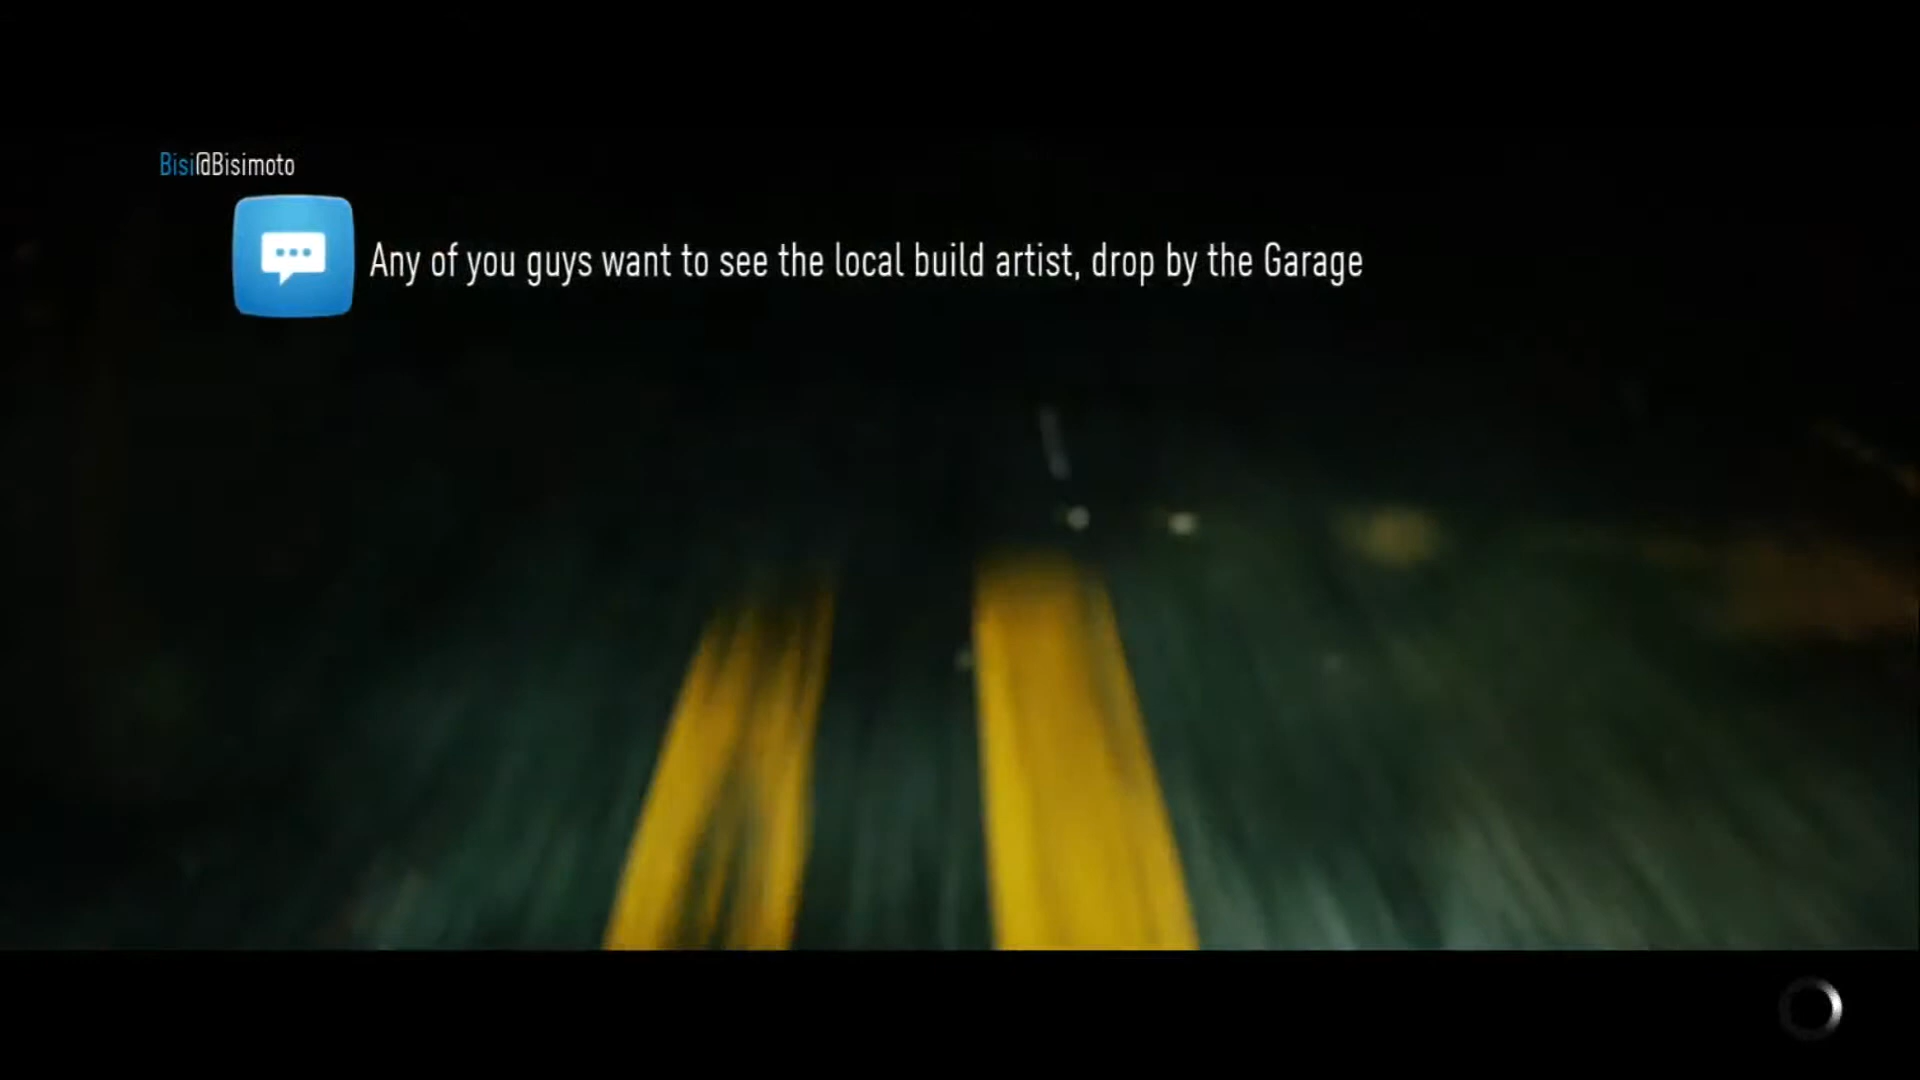 Bisi@Bisimoto
Any of you guys want to see the local build artist, drop by the Garage